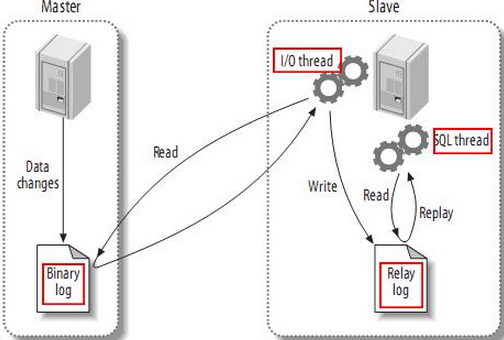 Master
Slave
I/O thread
SQL thread
Read
Data
changes
Write
Read
Replay
Binary
log
Relay
log